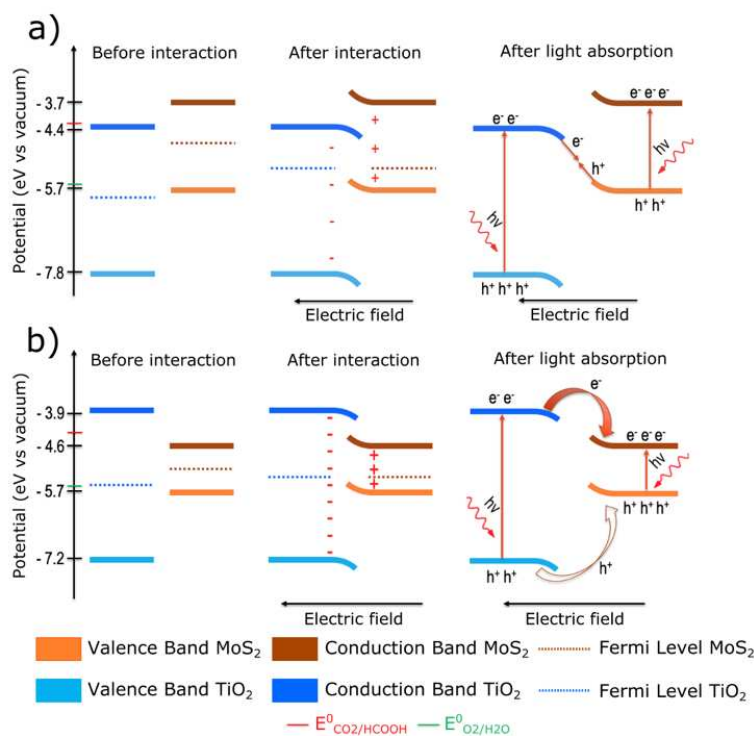 a)
Before interaction
After interaction
After light absorption
Potential (eV vs vacuum)
-3.7
-4.4
-5.7
-7.8
- - - -
+ + +
e- e-
e- e- e-
e-
h+
hν
hν
h+ h+
h+ h+ h+
Electric field
Electric field
b)
Before interaction
After interaction
After light absorption
Potential (eV vs vacuum)
-3.9
-4.6
-5.7
-7.2
- - - - - - - - - -
+ + +
e- e-
e-
e- e- e-
hν
hν
h+ h+ h+
h+ h+
h+
Electric field
Electric field
Valence Band MoS2
Conduction Band MoS2
Fermi Level MoS2
Valence Band TiO2
Conduction Band TiO2
Fermi Level TiO2
E0CO2/HCOOH
E0O2/H2O